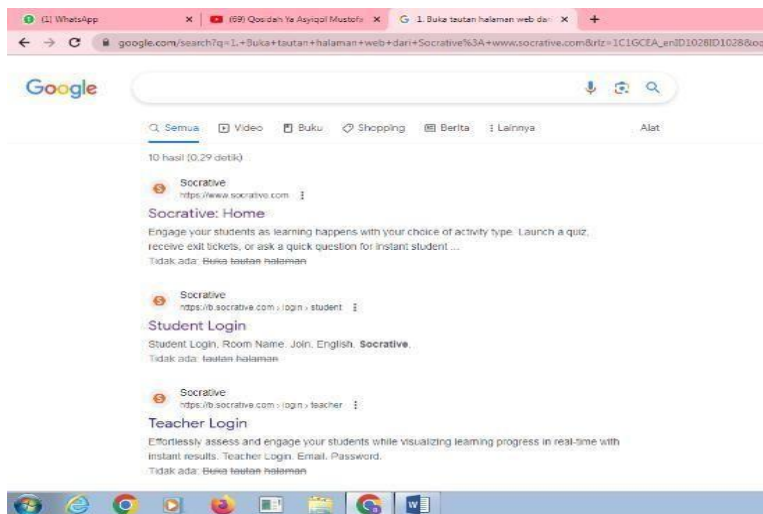 (1) WhatsApp
(69) Qosidah Ya Asyiqol Mustofa
1. Buka tautan halaman web dari
google.com/search?q=1.+Buka+tautan+halaman+web+dari+Socrative%3A+www.socrative.com&rlz=1C1GCEA_enID1028ID1028&oq
Google
Semua
Video
Buku
Shopping
Berita
Lainnya
Alat
10 hasil (0,29 detik)
Socrative
https://www.socrative.com
Socrative: Home
Engage your students as learning happens with your choice of activity type. Launch a quiz,
receive exit tickets, or ask a quick question for instant student ...
Tidak ada: Buka tautan halaman
Socrative
https://b.socrative.com › login › student
Student Login
Student Login. Room Name. Join. English. Socrative.
Tidak ada: tautan halaman
Socrative
https://b.socrative.com › login › teacher
Teacher Login
Effortlessly assess and engage your students while visualizing learning progress in real-time with
instant results. Teacher Login. Email. Password.
Tidak ada: Buka tautan halaman